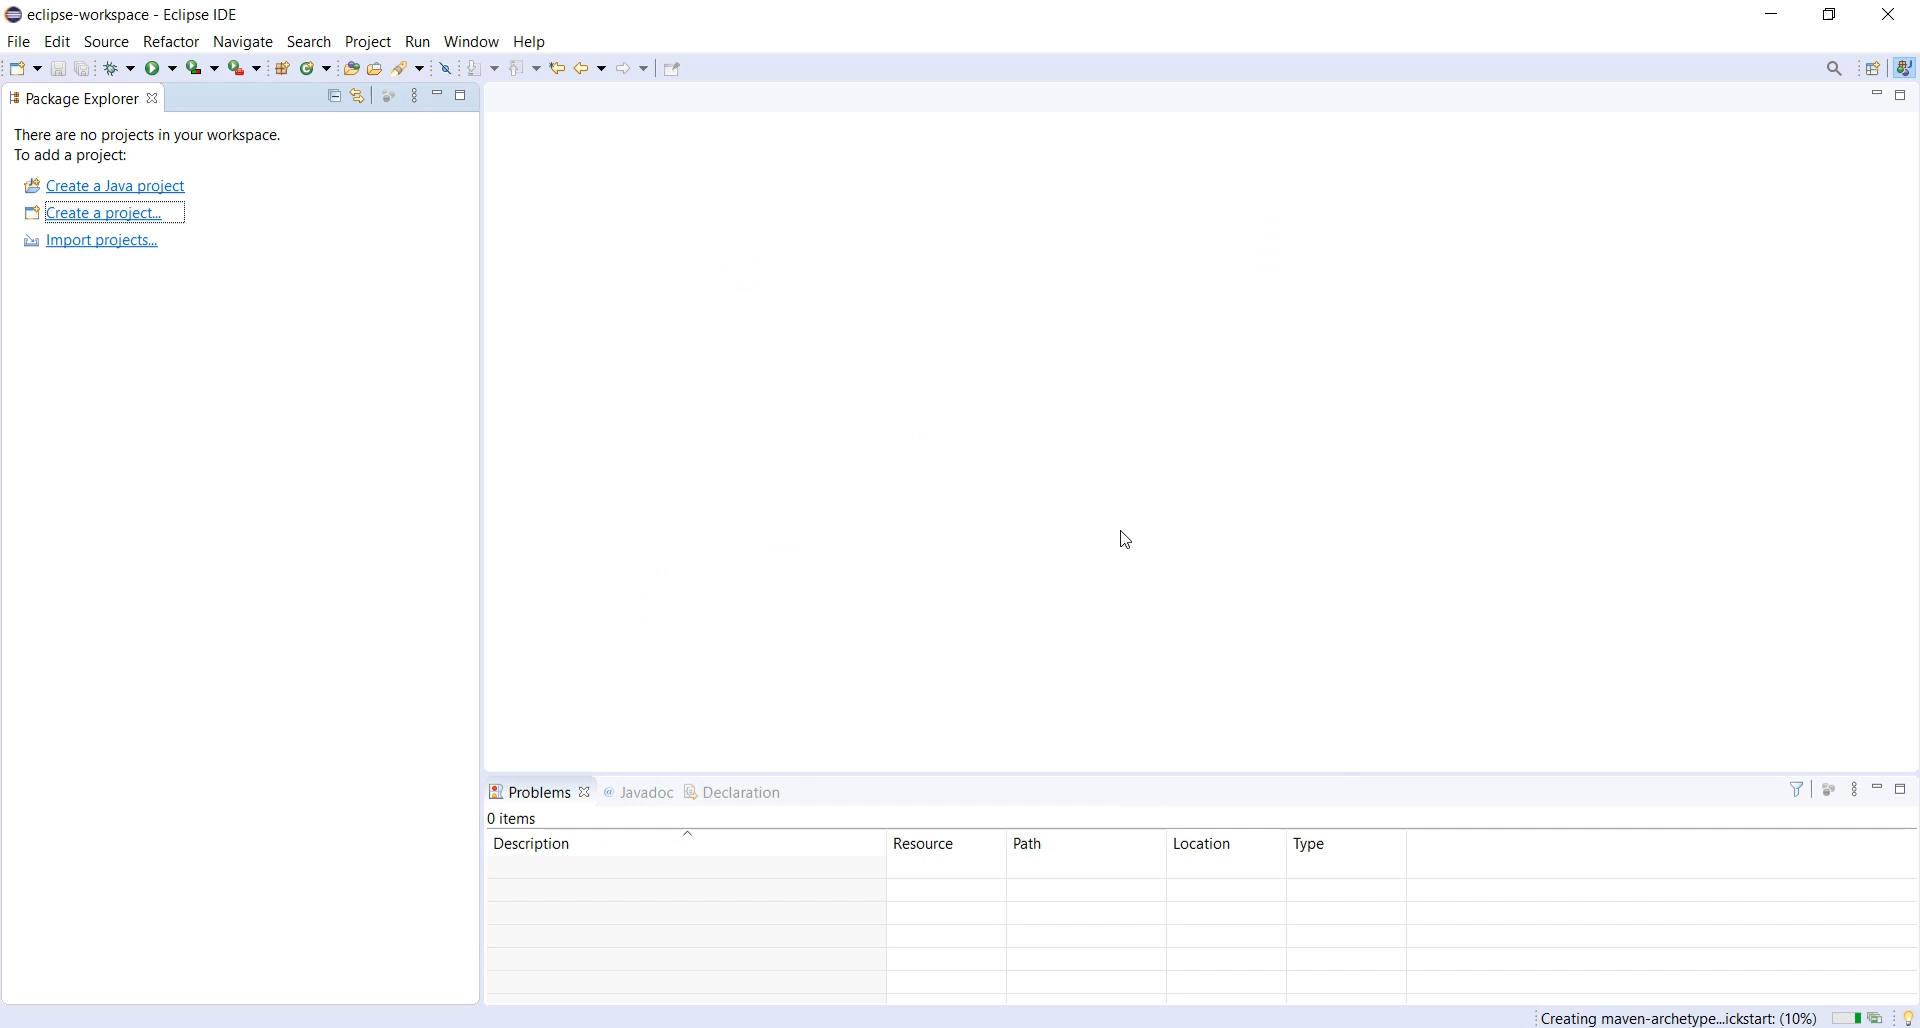 eclipse-workspace - Eclipse IDE
File Edit Source Refactor Navigate Search Project Run Window Help
Package Explorer
There are no projects in your workspace.
To add a project:
Create a Java project
Create a project...
Import projects...
Problems @ Javadoc Declaration
0 items
Description Resource Path Location Type
Creating maven-archetype...ickstart: (10%)